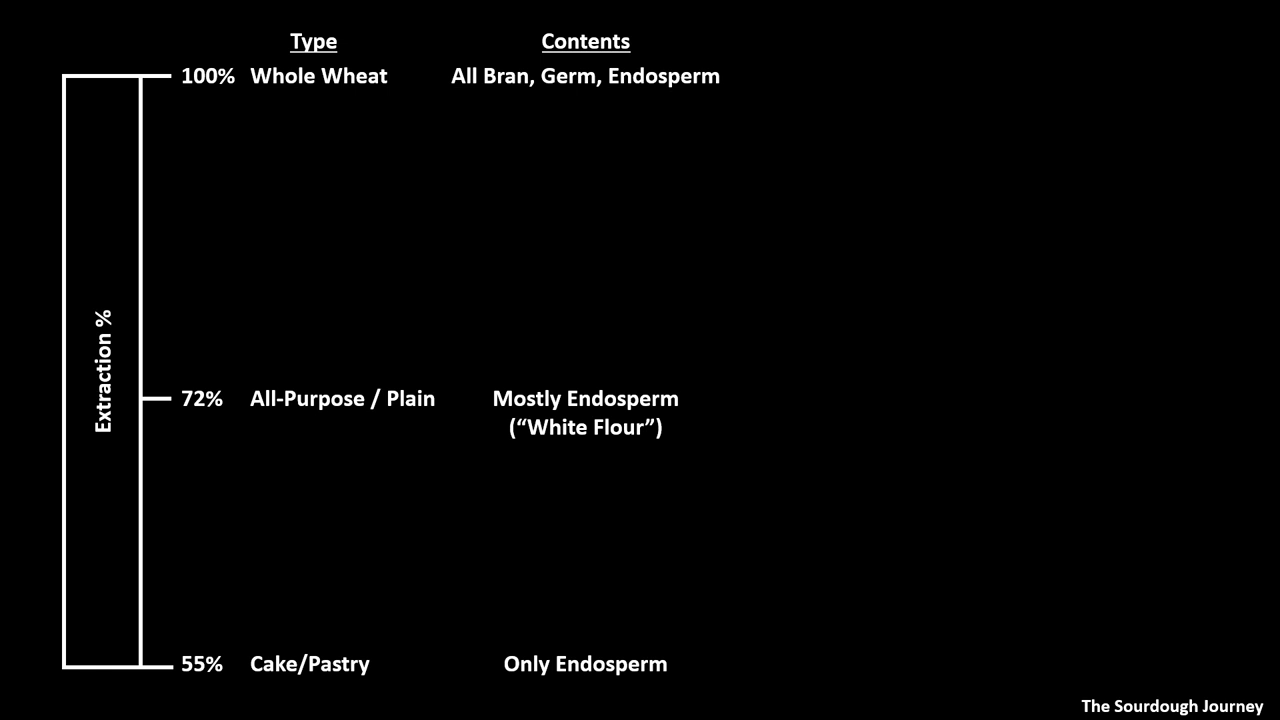 Type Contents
100% Whole Wheat All Bran, Germ, Endosperm
Extraction %
72% All-Purpose / Plain Mostly Endosperm
(“White Flour”)
55% Cake/Pastry Only Endosperm
The Sourdough Journey